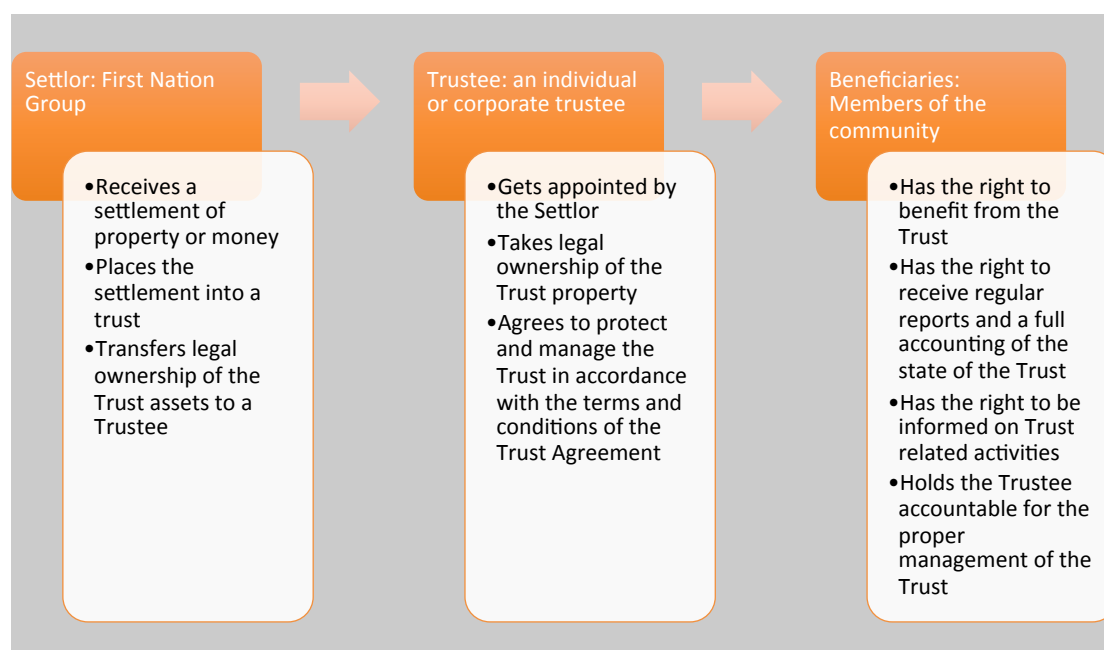 Settlor: First Nation
Group
•Receives a
settlement of
property or money
•Places the
settlement into a
trust
•Transfers legal
ownership of the
Trust assets to a
Trustee
Trustee: an individual
or corporate trustee
•Gets appointed by
the Settlor
•Takes legal
ownership of the
Trust property
•Agrees to protect
and manage the
Trust in accordance
with the terms and
conditions of the
Trust Agreement
Beneficiaries:
Members of the
community
•Has the right to
benefit from the
Trust
•Has the right to
receive regular
reports and a full
accounting of the
state of the Trust
•Has the right to be
informed on Trust
related activities
•Holds the Trustee
accountable for the
proper
management of the
Trust